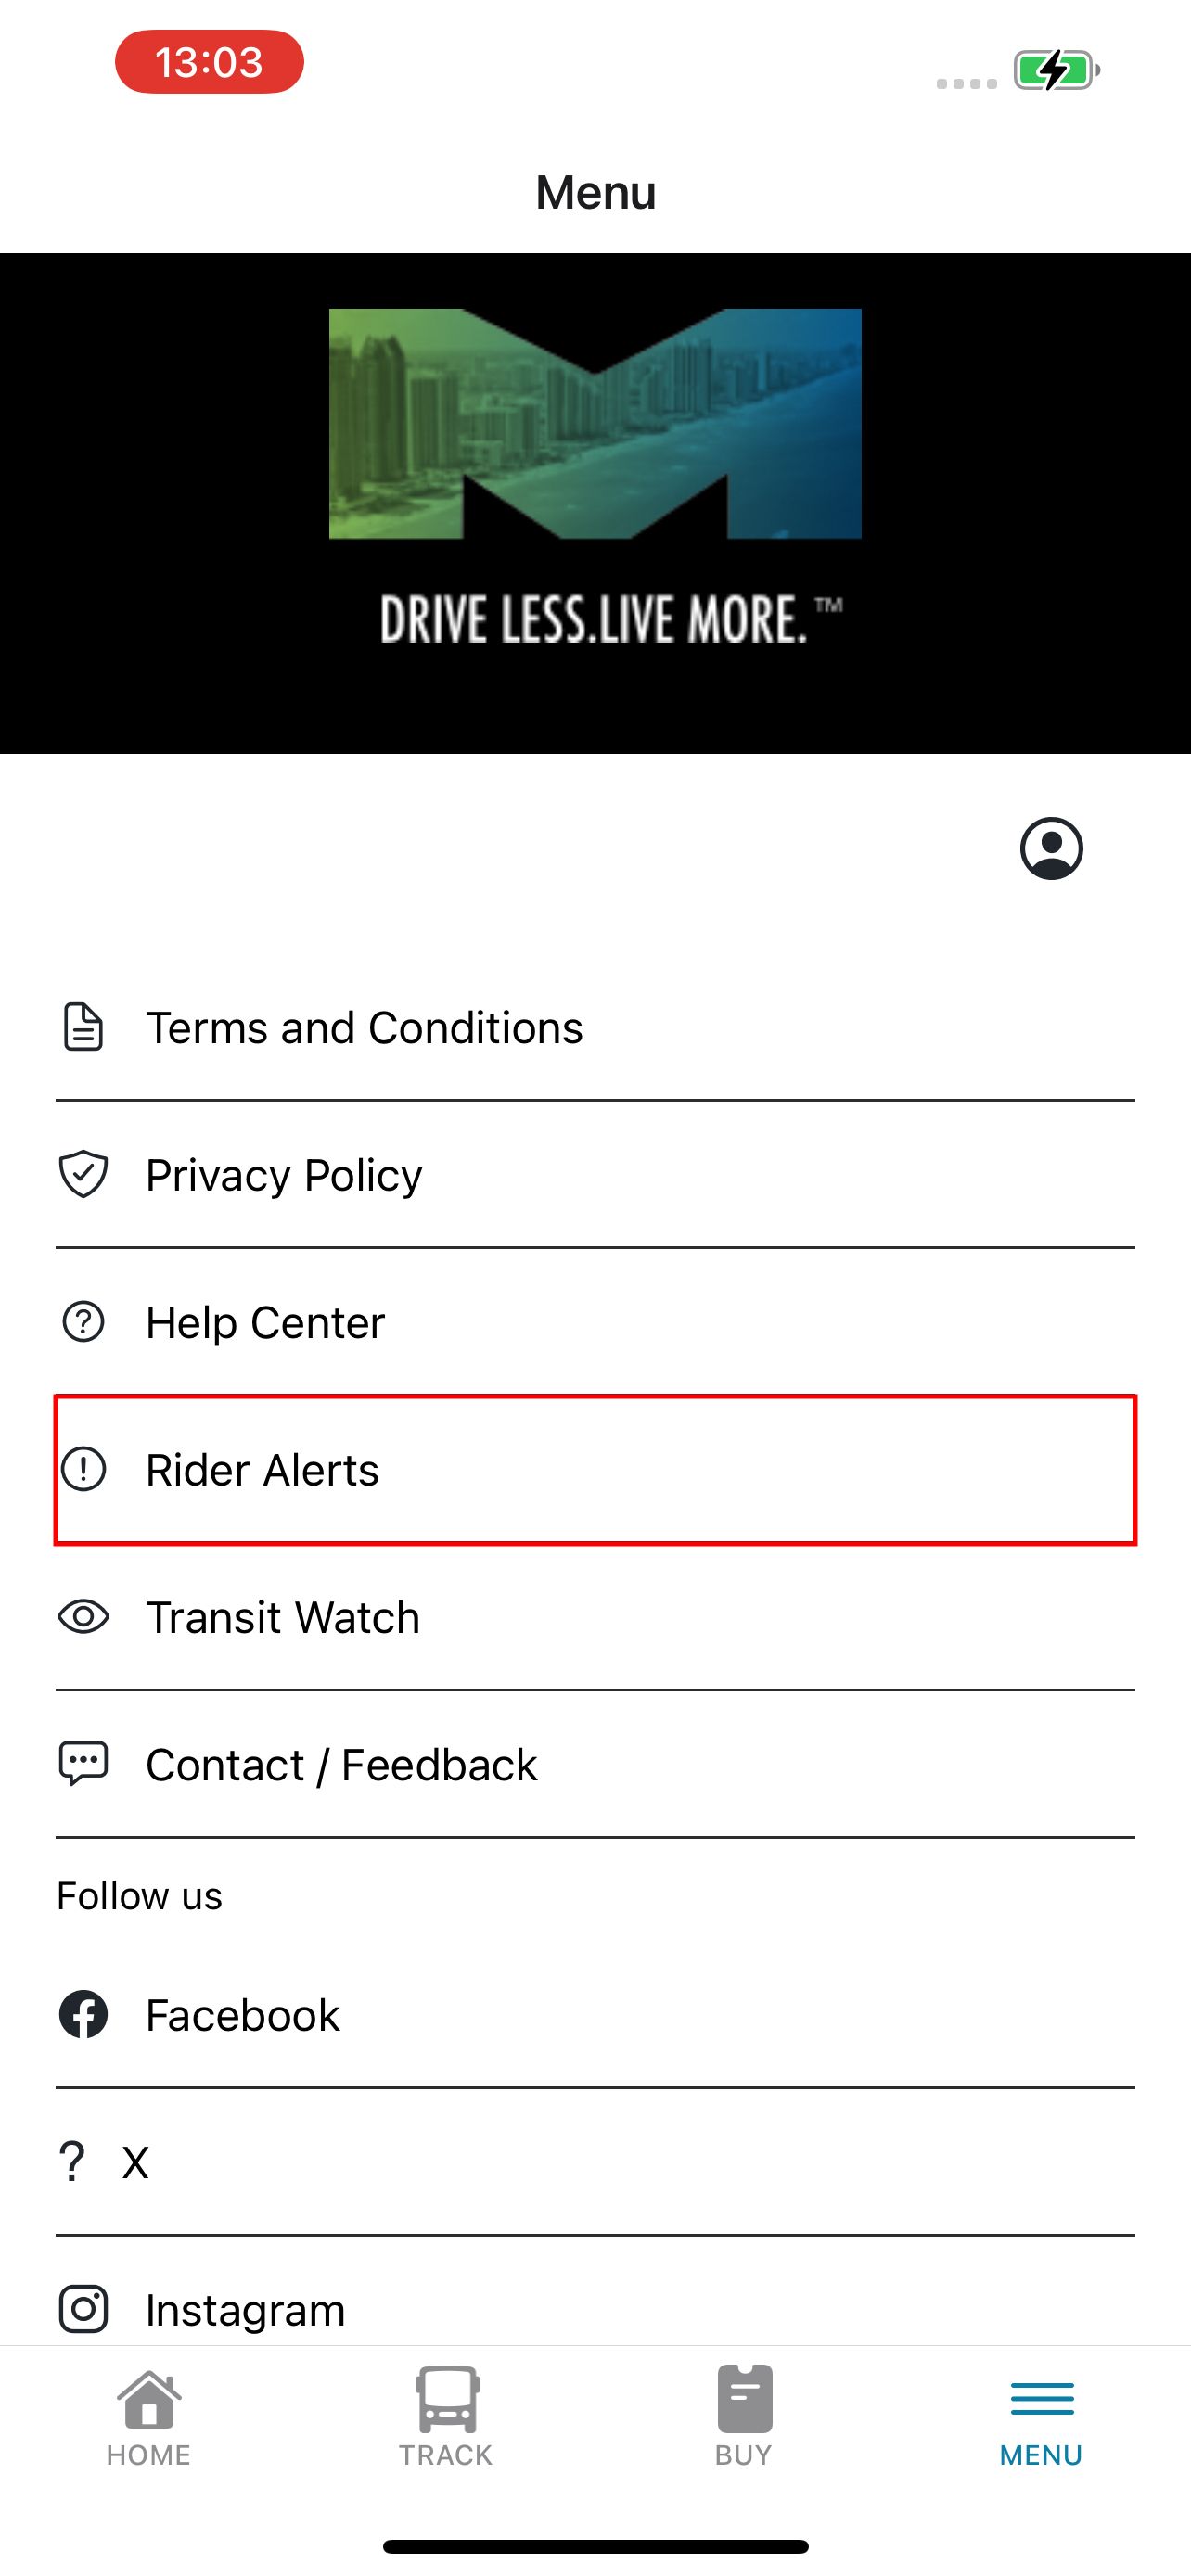 13:03
Menu
DRIVE LESS.LIVE MORE.™
Terms and Conditions
Privacy Policy
Help Center
Rider Alerts
Transit Watch
Contact / Feedback
Follow us
Facebook
? X
Instagram
HOME TRACK BUY MENU